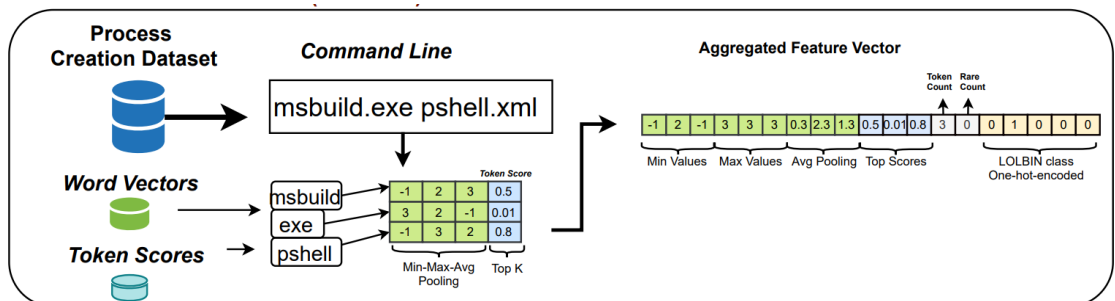 Process
Creation Dataset
Command Line
msbuild.exe pshell.xml
Word Vectors
Token Scores
msbuild
exe
pshell
Token Score
-1 2 3 0.5
3 2 -1 0.01
-1 3 2 0.8
Min-Max-Avg
Pooling
Top K
Aggregated Feature Vector
Token
Count
Rare
Count
-1 2 -1 3 3 3 0.3 2.3 1.3 0.5 0.01 0.8 3 0 0 1 0 0 0
Min Values
Max Values
Avg Pooling
Top Scores
LOLBIN class
One-hot-encoded